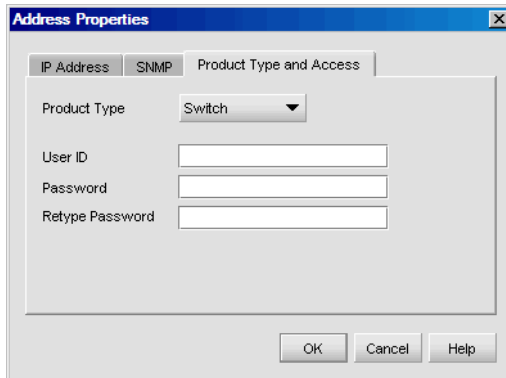 Address Properties
IP Address SNMP Product Type and Access
Product Type Switch
User ID
Password
Retype Password
OK Cancel Help